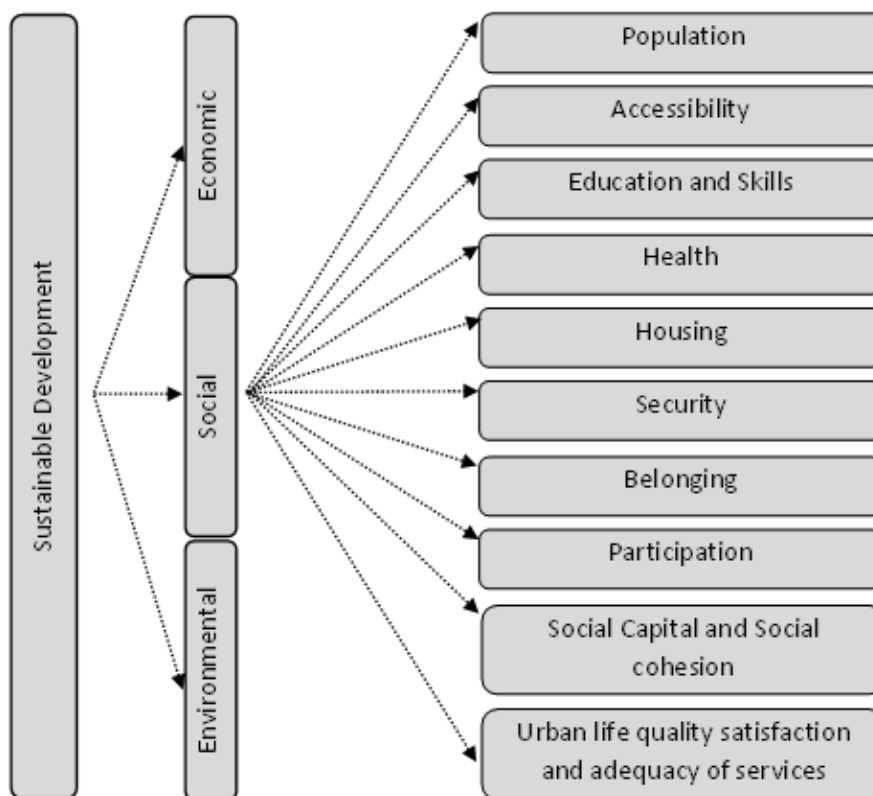 Sustainable Development
Economic
Social
Environmental
Population
Accessibility
Education and Skills
Health
Housing
Security
Belonging
Participation
Social Capital and Social
cohesion
Urban life quality satisfaction
and adequacy of services